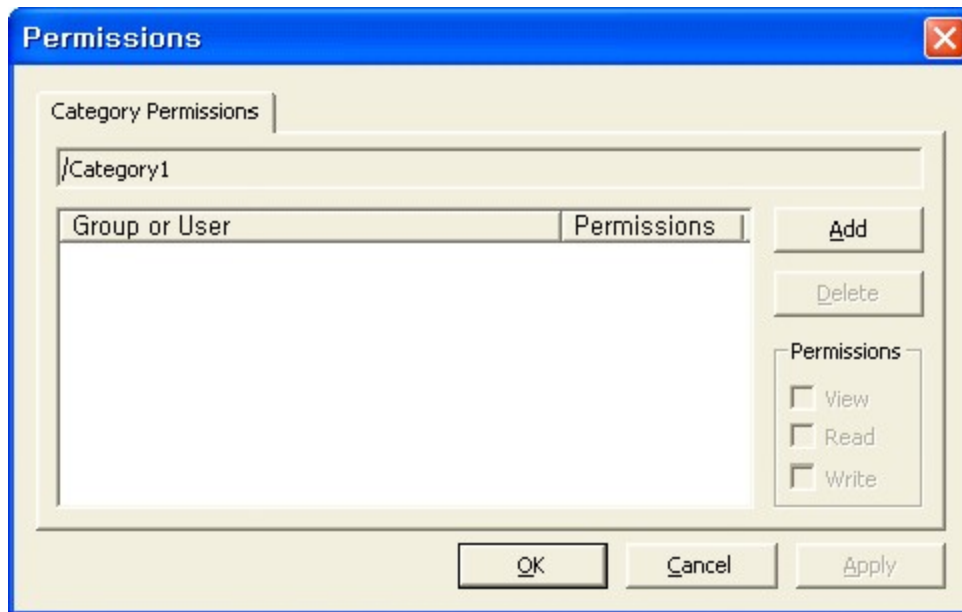 Permissions
Category Permissions
/Category1
Group or User Permissions
Add
Delete
Permissions
View
Read
Write
OK Cancel Apply